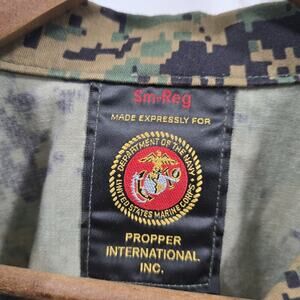 Sm-Reg
MADE EXPRESSLY FOR
DEPARTMENT OF THE NAVY
UNITED STATES MARINE CORPS
PROPPER
INTERNATIONAL,
INC.